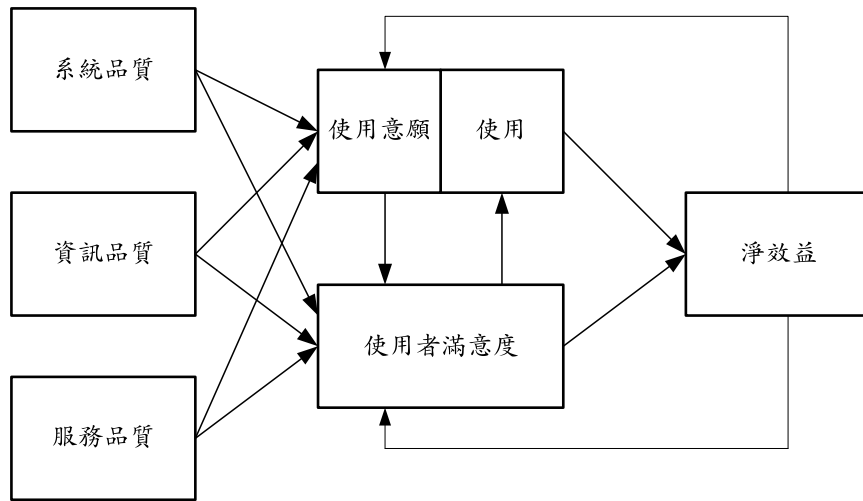 系統品質
使用意願
使用
資訊品質
淨效益
使用者滿意度
服務品質